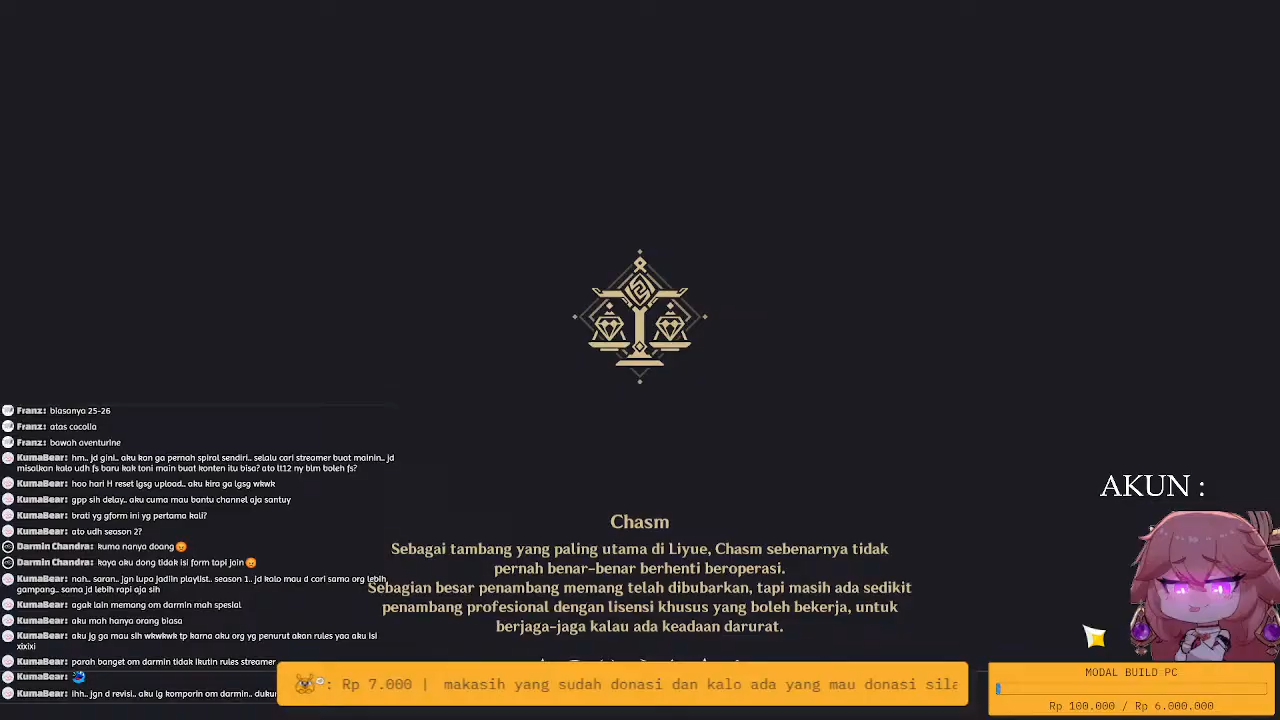 Franz: biasanya 25-26
Franz: atas cocolia
Franz: bawah aventurine
KumaBear: hm.. jd gini.. aku kan ga pernah spiral sendiri.. selalu cari streamer buat mainin.. jd
misalkan kalo udh fs baru kak toni main buat konten itu bisa? ato lt12 ny blm boleh fs?
KumaBear: hoo hari H reset lgsg upload.. aku kira ga lgsg wkwk
KumaBear: gpp sih delay.. aku cuma mau bantu channel aja santuy
KumaBear: brati yg gform ini yg pertama kali?
KumaBear: ato udh season 2?
Darmin Chandra: kuma nanya doang😡
Darmin Chandra: kaya aku dong tidak isi form tapi join😡
KumaBear: nah.. saran.. jgn lupa jadiin playlist.. season 1.. jd kalo mau d cari sama org lebih
gampang.. sama jd lebih rapi aja sih
KumaBear: agak lain memang om darmin mah spesial
KumaBear: aku mah hanya orang biasa
KumaBear: aku jg ga mau sih wkwkwk tp karna aku org yg penurut akan rules yaa aku isi
xixixi
KumaBear: parah banget om darmin tidak ikutin rules streamer
KumaBear:
KumaBear: ihh.. jgn d revisi.. aku lg komporin om darmin..
Chasm
Sebagai tambang yang paling utama di Liyue, Chasm sebenarnya tidak
pernah benar-benar berhenti beroperasi.
Sebagian besar penambang memang telah dibubarkan, tapi masih ada sedikit
penambang profesional dengan lisensi khusus yang boleh bekerja, untuk
berjaga-jaga kalau ada keadaan darurat.
: Rp 7.000 | makasih yang sudah donasi dan kalo ada yang mau donasi sila
AKUN :
MODAL BUILD PC
Rp 100.000 / Rp 6.000.000